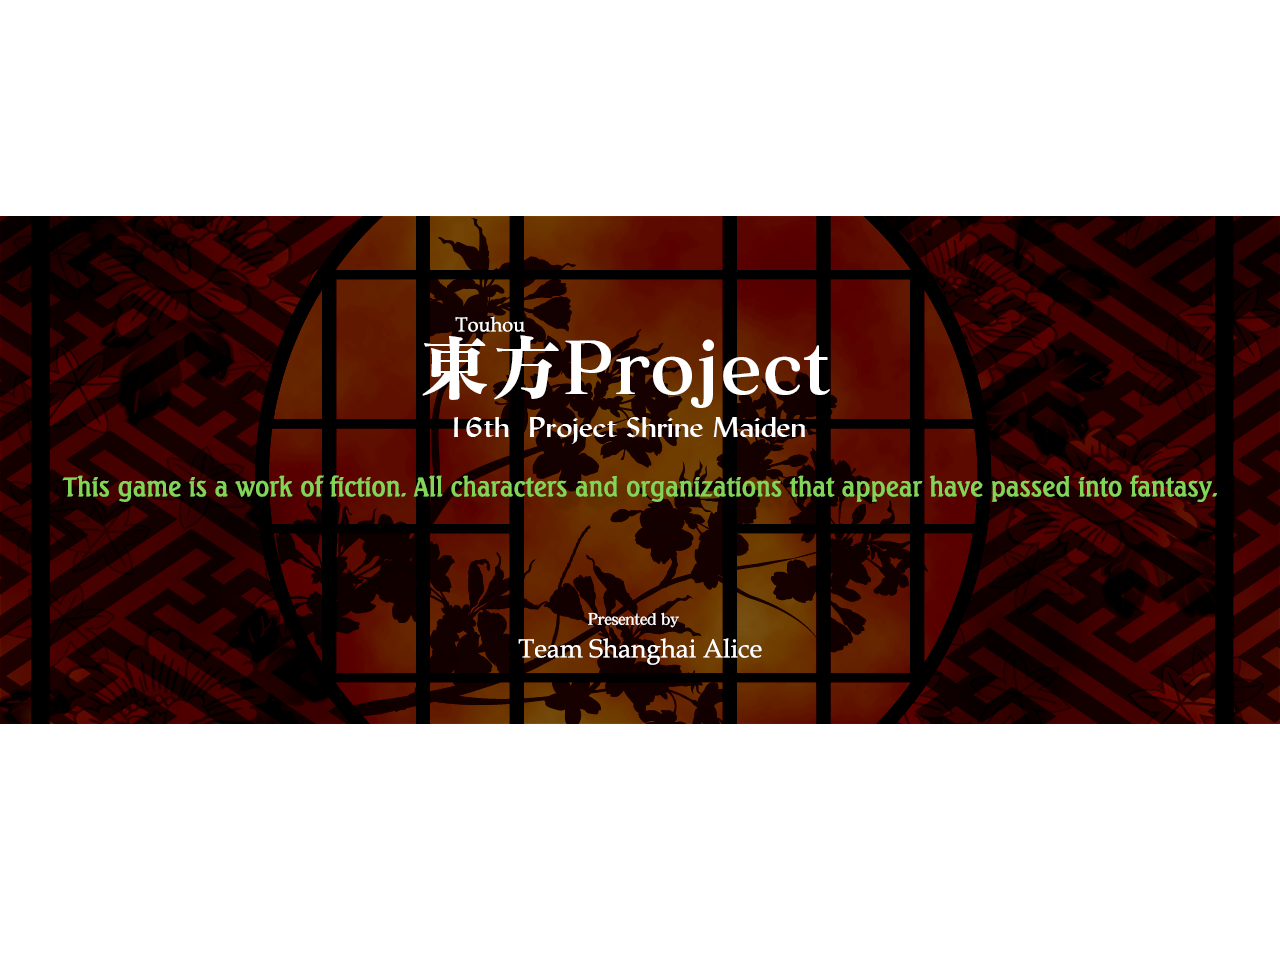 Touhou
東方Project
16th Project Shrine Maiden
This game is a work of fiction. All characters and organizations that appear have passed into fantasy.
Presented by
Team Shanghai Alice